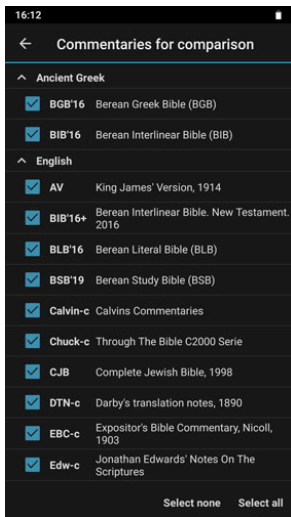 16:12
Commentaries for comparison
Ancient Greek
BGB'16 Berean Greek Bible (BGB)
BIB'16 Berean Interlinear Bible (BIB)
English
AV King James' Version, 1914
BIB'16+ Berean Interlinear Bible. New Testament.
2016
BLB'16 Berean Literal Bible (BLB)
BSB'19 Berean Study Bible (BSB)
Calvin-c Calvins Commentaries
Chuck-c Through The Bible C2000 Serie
CJB Complete Jewish Bible, 1998
DTN-c Darby's translation notes, 1890
EBC-c Expositor's Bible Commentary, Nicoll,
1903
Edw-c Jonathan Edwards' Notes On The
Scriptures
Select none Select all